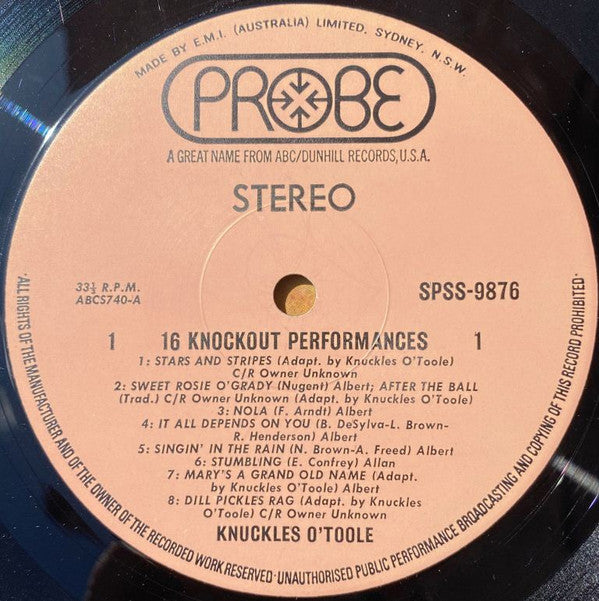 MADE BY E.M.I. (AUSTRALIA) LIMITED, SYDNEY, N.S.W.
PROBE
A GREAT NAME FROM ABC/DUNHILL RECORDS, U.S.A.
STEREO
33⅓ R.P.M.
ABCS740-A
SPSS-9876
1 16 KNOCKOUT PERFORMANCES 1
1: STARS AND STRIPES (Adapt. by Knuckles O'Toole)
C/R Owner Unknown
2: SWEET ROSIE O'GRADY (Nugent) Albert; AFTER THE BALL
(Trad.) C/R Owner Unknown (Adapt. by Knuckles O'Toole)
3: NOLA (F. Arndt) Albert
4: IT ALL DEPENDS ON YOU (B. DeSylva-L. Brown-
R. Henderson) Albert
5: SINGIN' IN THE RAIN (N. Brown-A. Freed) Albert
6: STUMBLING (E. Confrey) Allan
7: MARY'S A GRAND OLD NAME (Adapt.
by Knuckles O'Toole) Albert
8: DILL PICKLES RAG (Adapt. by Knuckles
O'Toole) C/R Owner Unknown
KNUCKLES O'TOOLE
·ALL RIGHTS OF THE MANUFACTURER AND OF THE OWNER OF THE RECORDED WORK RESERVED·UNAUTHORISED PUBLIC PERFORMANCE BROADCASTING AND COPYING OF THIS RECORD PROHIBITED·